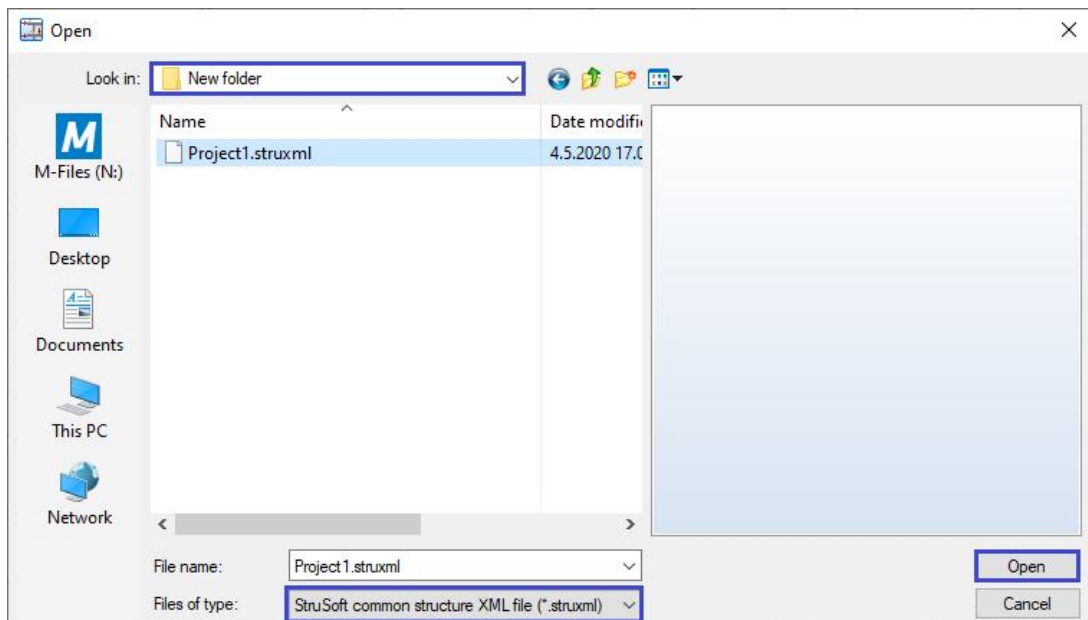 Open
Look in: New folder
Name Date modifi
Project1.struxml 4.5.2020 17.0
M
M-Files (N:)
Desktop
Documents
This PC
Network
File name: Project1.struxml Open
Files of type: StruSoft common structure XML file (*.struxml) Cancel